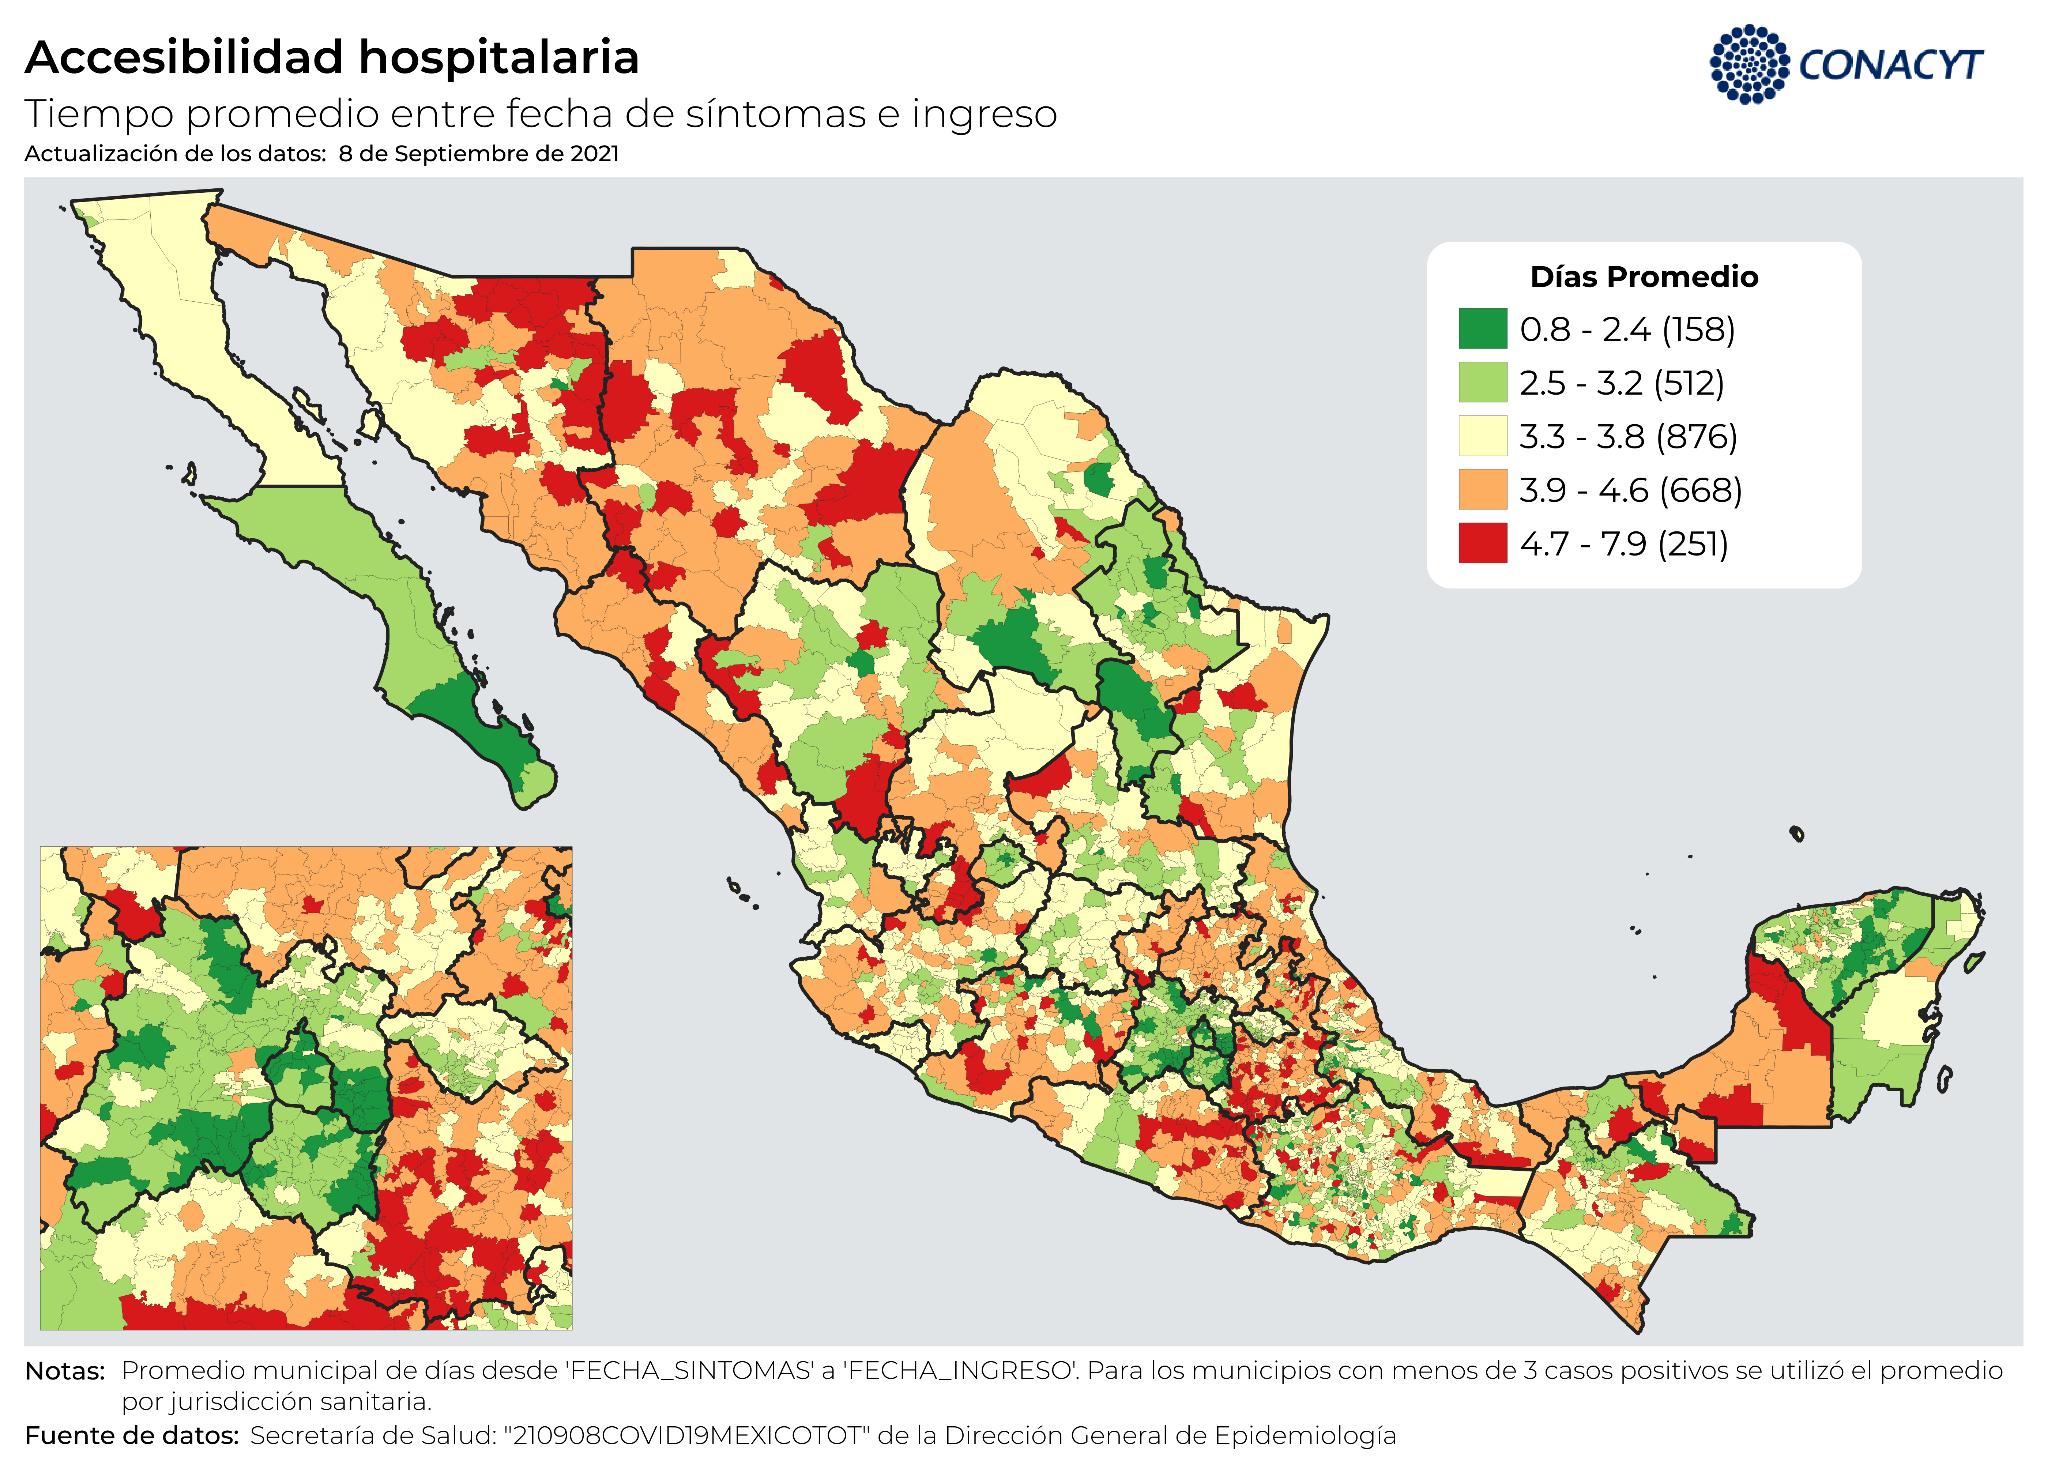 Accesibilidad hospitalaria
CONACYT
Tiempo promedio entre fecha de síntomas e ingreso
Actualización de los datos: 8 de Septiembre de 2021
Días Promedio
0.8 - 2.4 (158)
2.5 - 3.2 (512)
3.3 - 3.8 (876)
3.9 - 4.6 (668)
4.7 - 7.9 (251)
Notas: Promedio municipal de días desde 'FECHA_SINTOMAS' a 'FECHA_INGRESO'. Para los municipios con menos de 3 casos positivos se utilizó el promedio
por jurisdicción sanitaria.
Fuente de datos: Secretaría de Salud: "210908COVID19MEXICOTOT" de la Dirección General de Epidemiología